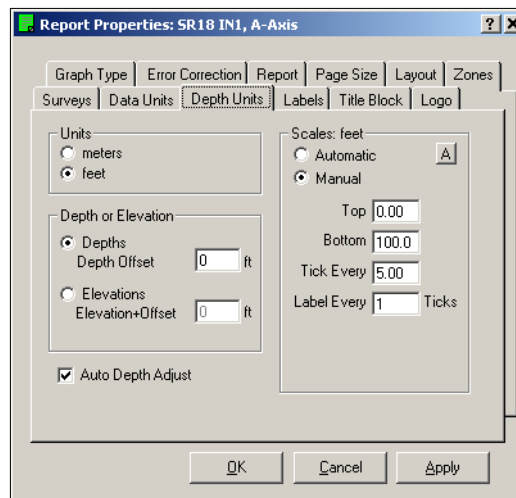 Report Properties: SR18 IN1, A-Axis
Graph Type Error Correction Report Page Size Layout Zones
Surveys Data Units Depth Units Labels Title Block Logo
Units
meters
feet
Depth or Elevation
Depths
Depth Offset 0 ft
Elevations
Elevation+Offset 0 ft
Auto Depth Adjust
Scales: feet
Automatic A
Manual
Top 0.00
Bottom 100.0
Tick Every 5.00
Label Every 1 Ticks
OK Cancel Apply